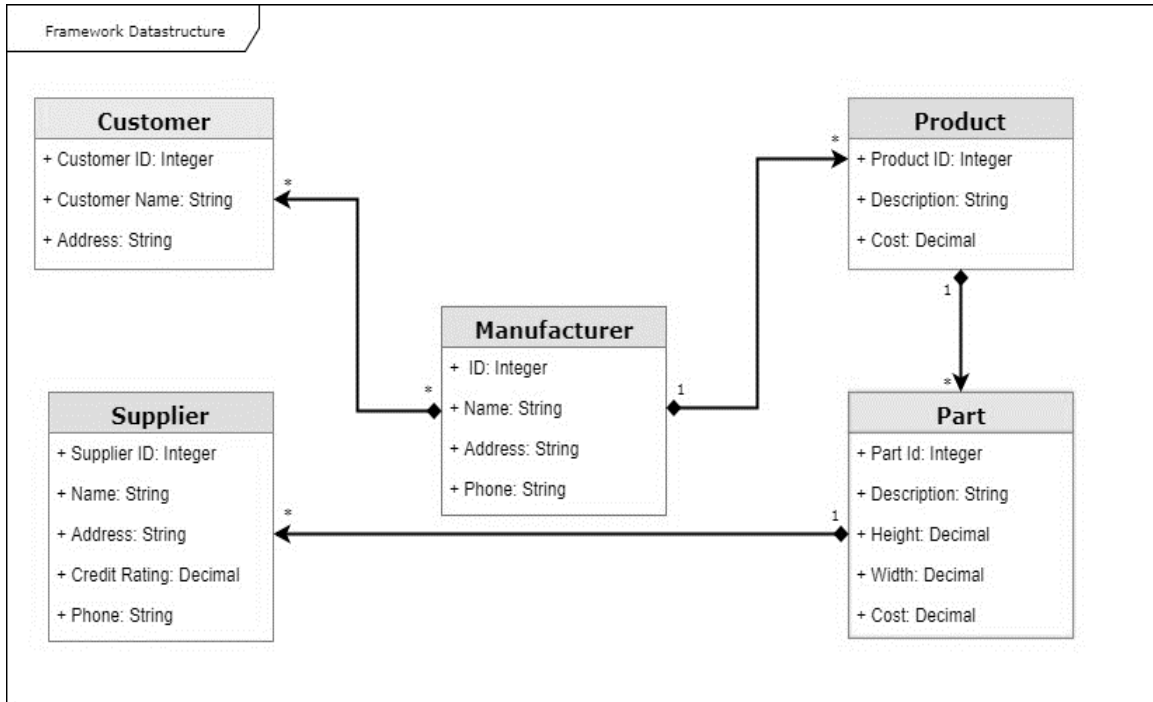 Framework Datastructure
Customer
+ Customer ID: Integer
+ Customer Name: String
+ Address: String
*
Product
*
+ Product ID: Integer
+ Description: String
+ Cost: Decimal
1
Manufacturer
+ ID: Integer
+ Name: String
+ Address: String
+ Phone: String
*
1
Supplier
+ Supplier ID: Integer
+ Name: String
+ Address: String
+ Credit Rating: Decimal
+ Phone: String
*
Part
*
+ Part Id: Integer
+ Description: String
+ Height: Decimal
+ Width: Decimal
+ Cost: Decimal
1